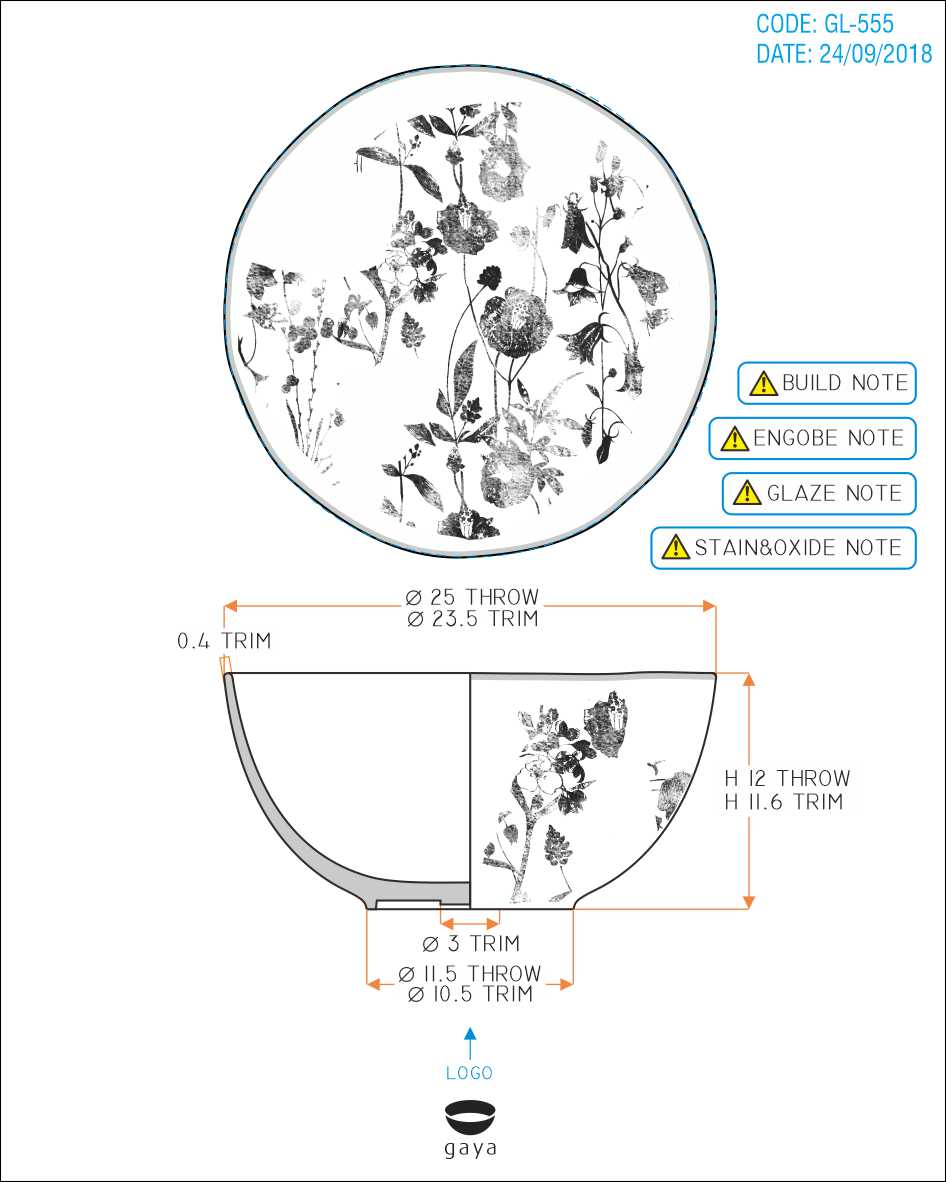 CODE: GL-555
DATE: 24/09/2018
BUILD NOTE
ENGOBE NOTE
GLAZE NOTE
STAIN&OXIDE NOTE
Ø 25 THROW
Ø 23.5 TRIM
0.4 TRIM
H 12 THROW
H 11.6 TRIM
Ø 3 TRIM
Ø 11.5 THROW
Ø 10.5 TRIM
LOGO
gaya